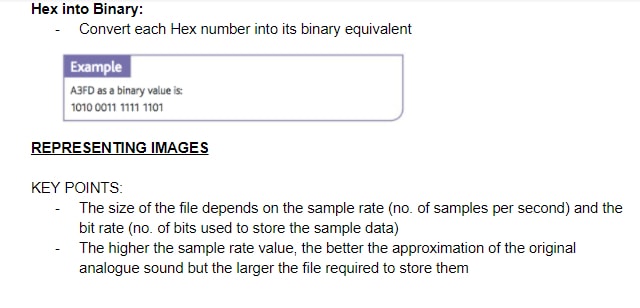 Hex into Binary:
- Convert each Hex number into its binary equivalent
Example
A3FD as a binary value is:
1010 0011 1111 1101
REPRESENTING IMAGES
KEY POINTS:
- The size of the file depends on the sample rate (no. of samples per second) and the
bit rate (no. of bits used to store the sample data)
- The higher the sample rate value, the better the approximation of the original
analogue sound but the larger the file required to store them